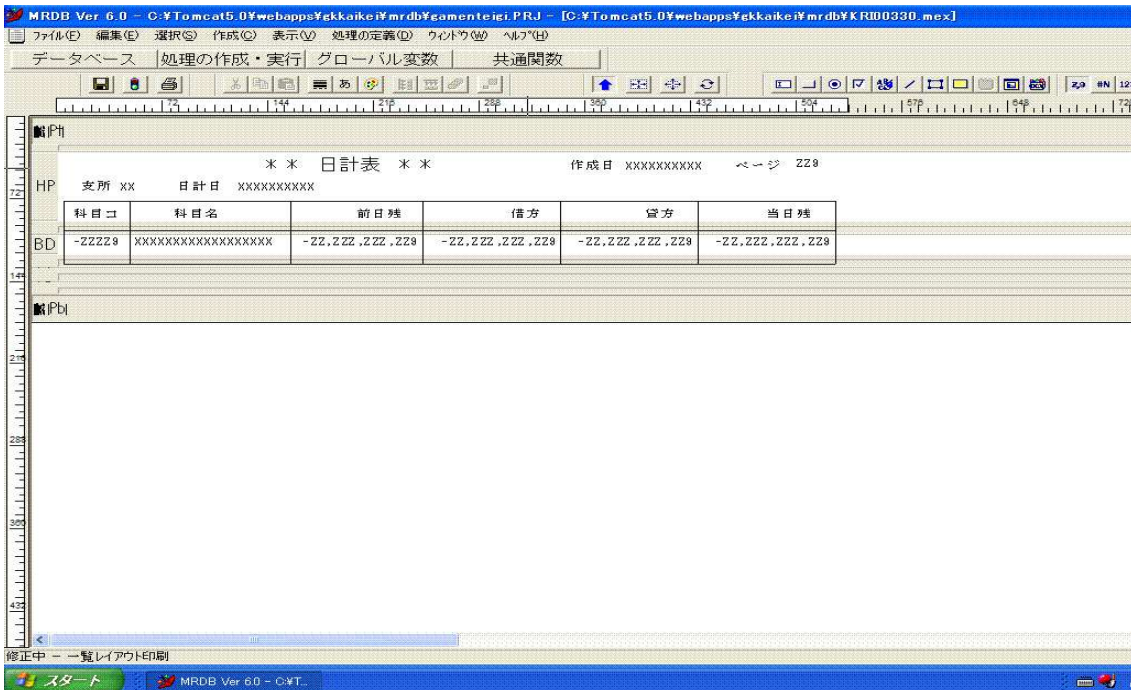 MRDB Ver 6.0 - C:¥Tomcat5.0¥webapps¥gkkaikei¥mrdb¥gamenteigi.PRJ - [C:¥Tomcat5.0¥webapps¥gkkaikei¥mrdb¥KRI00330.mex]
ファイル(F) 編集(E) 選択(S) 作成(C) 表示(V) 処理の定義(D) ウィンドウ(W) ヘルプ(H)
データベース 処理の作成・実行 グローバル変数 共通関数
あ
72 144 216 288 360 432 504 576 648
** 日計表 ** 作成日 XXXXXXXXXX ページ ZZ9
HP 支所 XX 日計日 XXXXXXXXXX
72
科目コ 科目名 前日残 借方 貸方 当日残
BD -ZZZZ9 XXXXXXXXXXXXXXXXXX -ZZ,ZZZ,ZZZ,ZZ9 -ZZ,ZZZ,ZZZ,ZZ9 -ZZ,ZZZ,ZZZ,ZZ9 -ZZ,ZZZ,ZZZ,ZZ9
144
216
288
360
432
修正中 - 一覧レイアウト印刷
スタート MRDB Ver 6.0 - C:¥T...